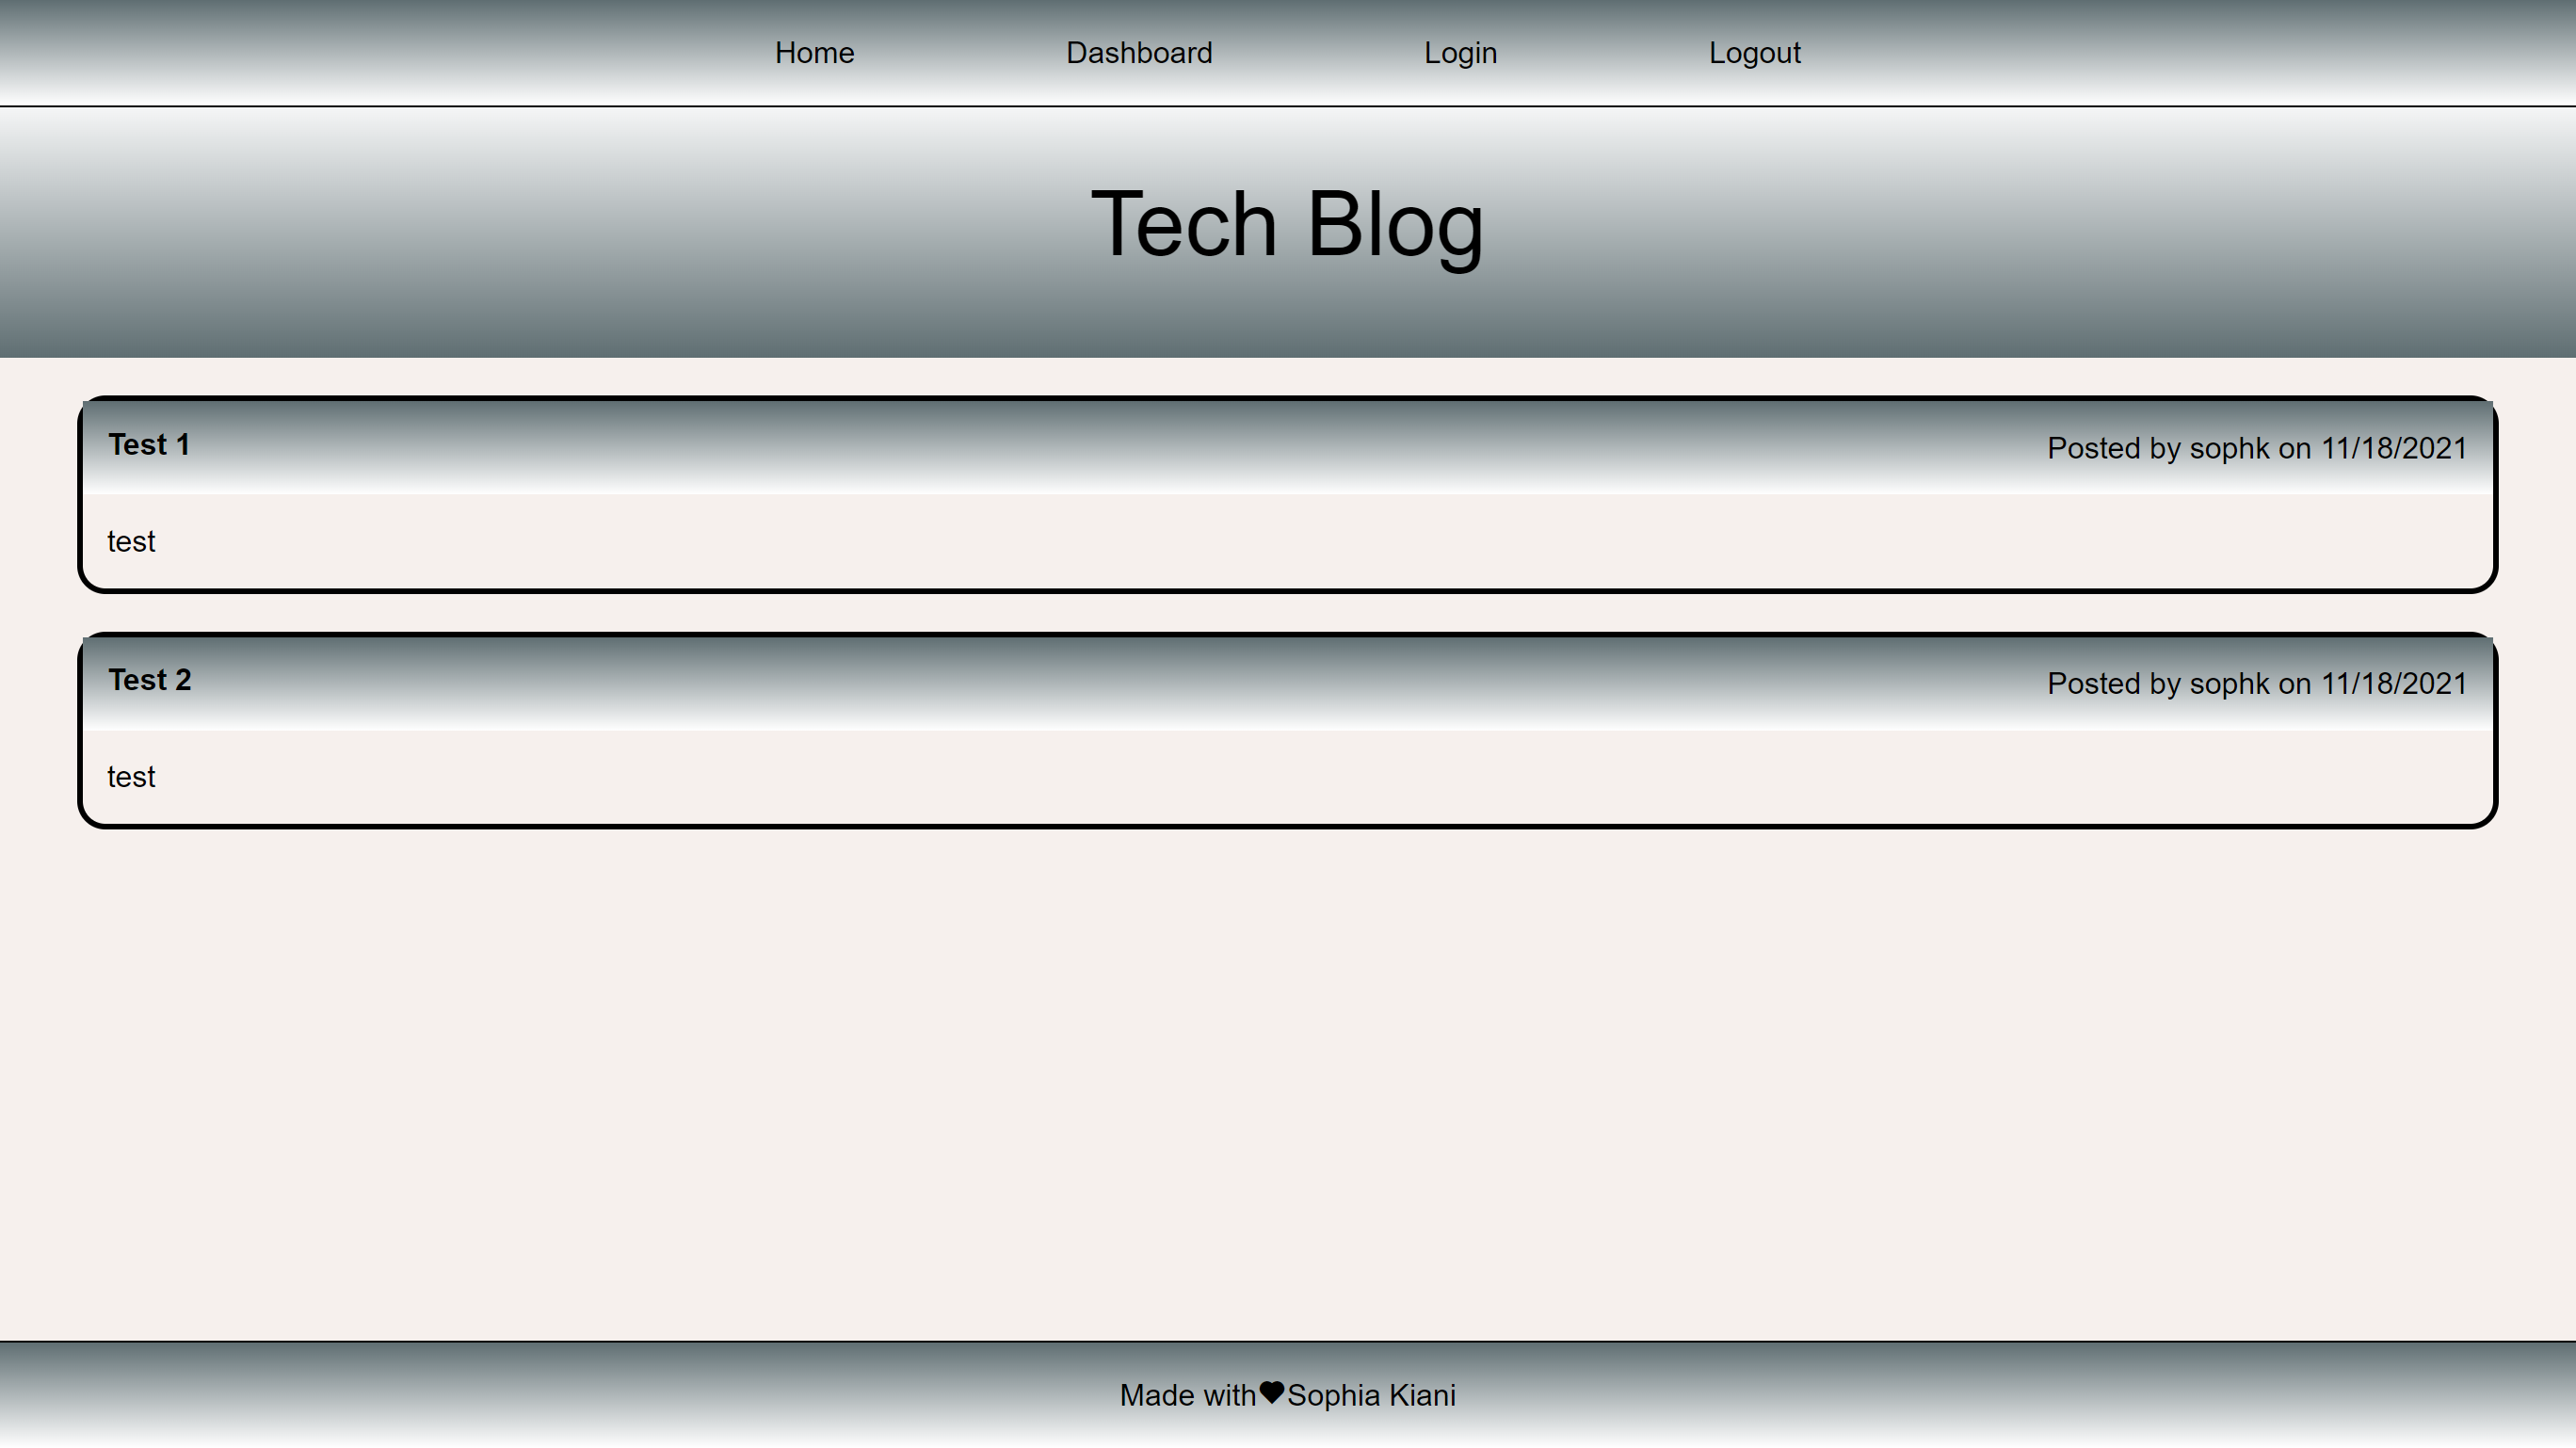 Home Dashboard Login Logout
Tech Blog
Test 1 Posted by sophk on 11/18/2021
test
Test 2 Posted by sophk on 11/18/2021
test
Made with♥Sophia Kiani